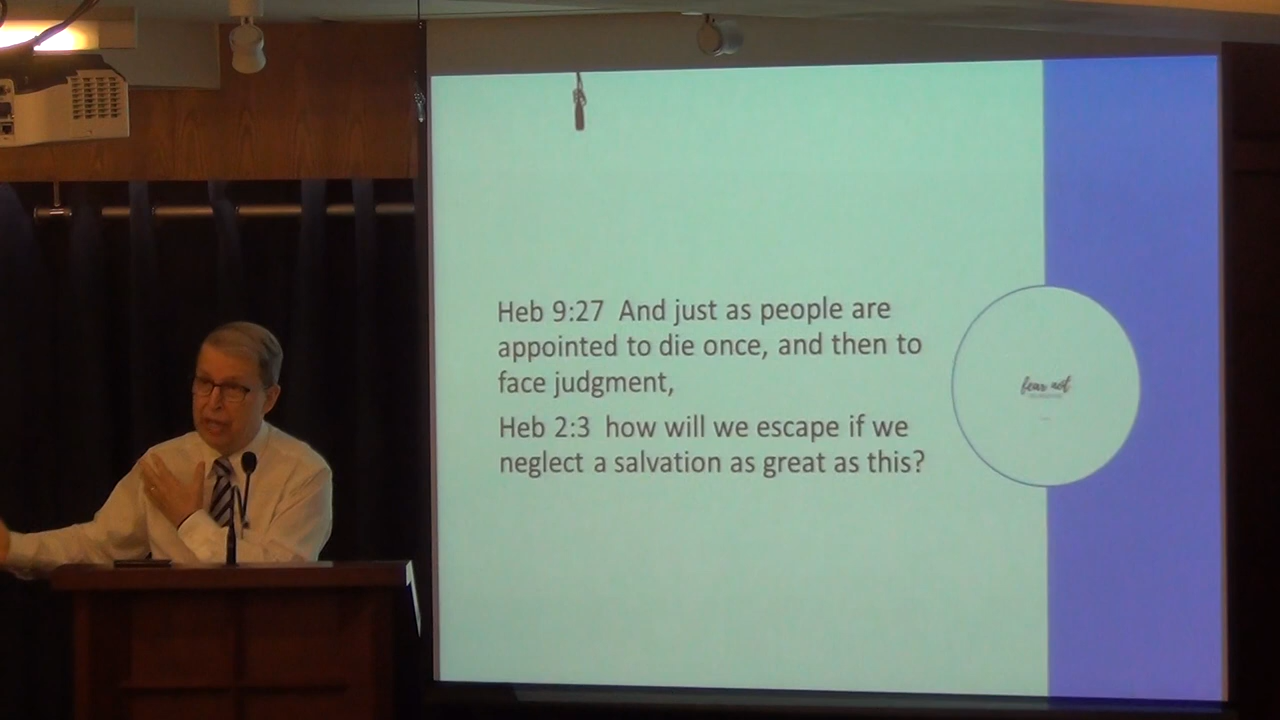 Heb 9:27 And just as people are
appointed to die once, and then to
face judgment,
Heb 2:3 how will we escape if we
neglect a salvation as great as this?
fear not